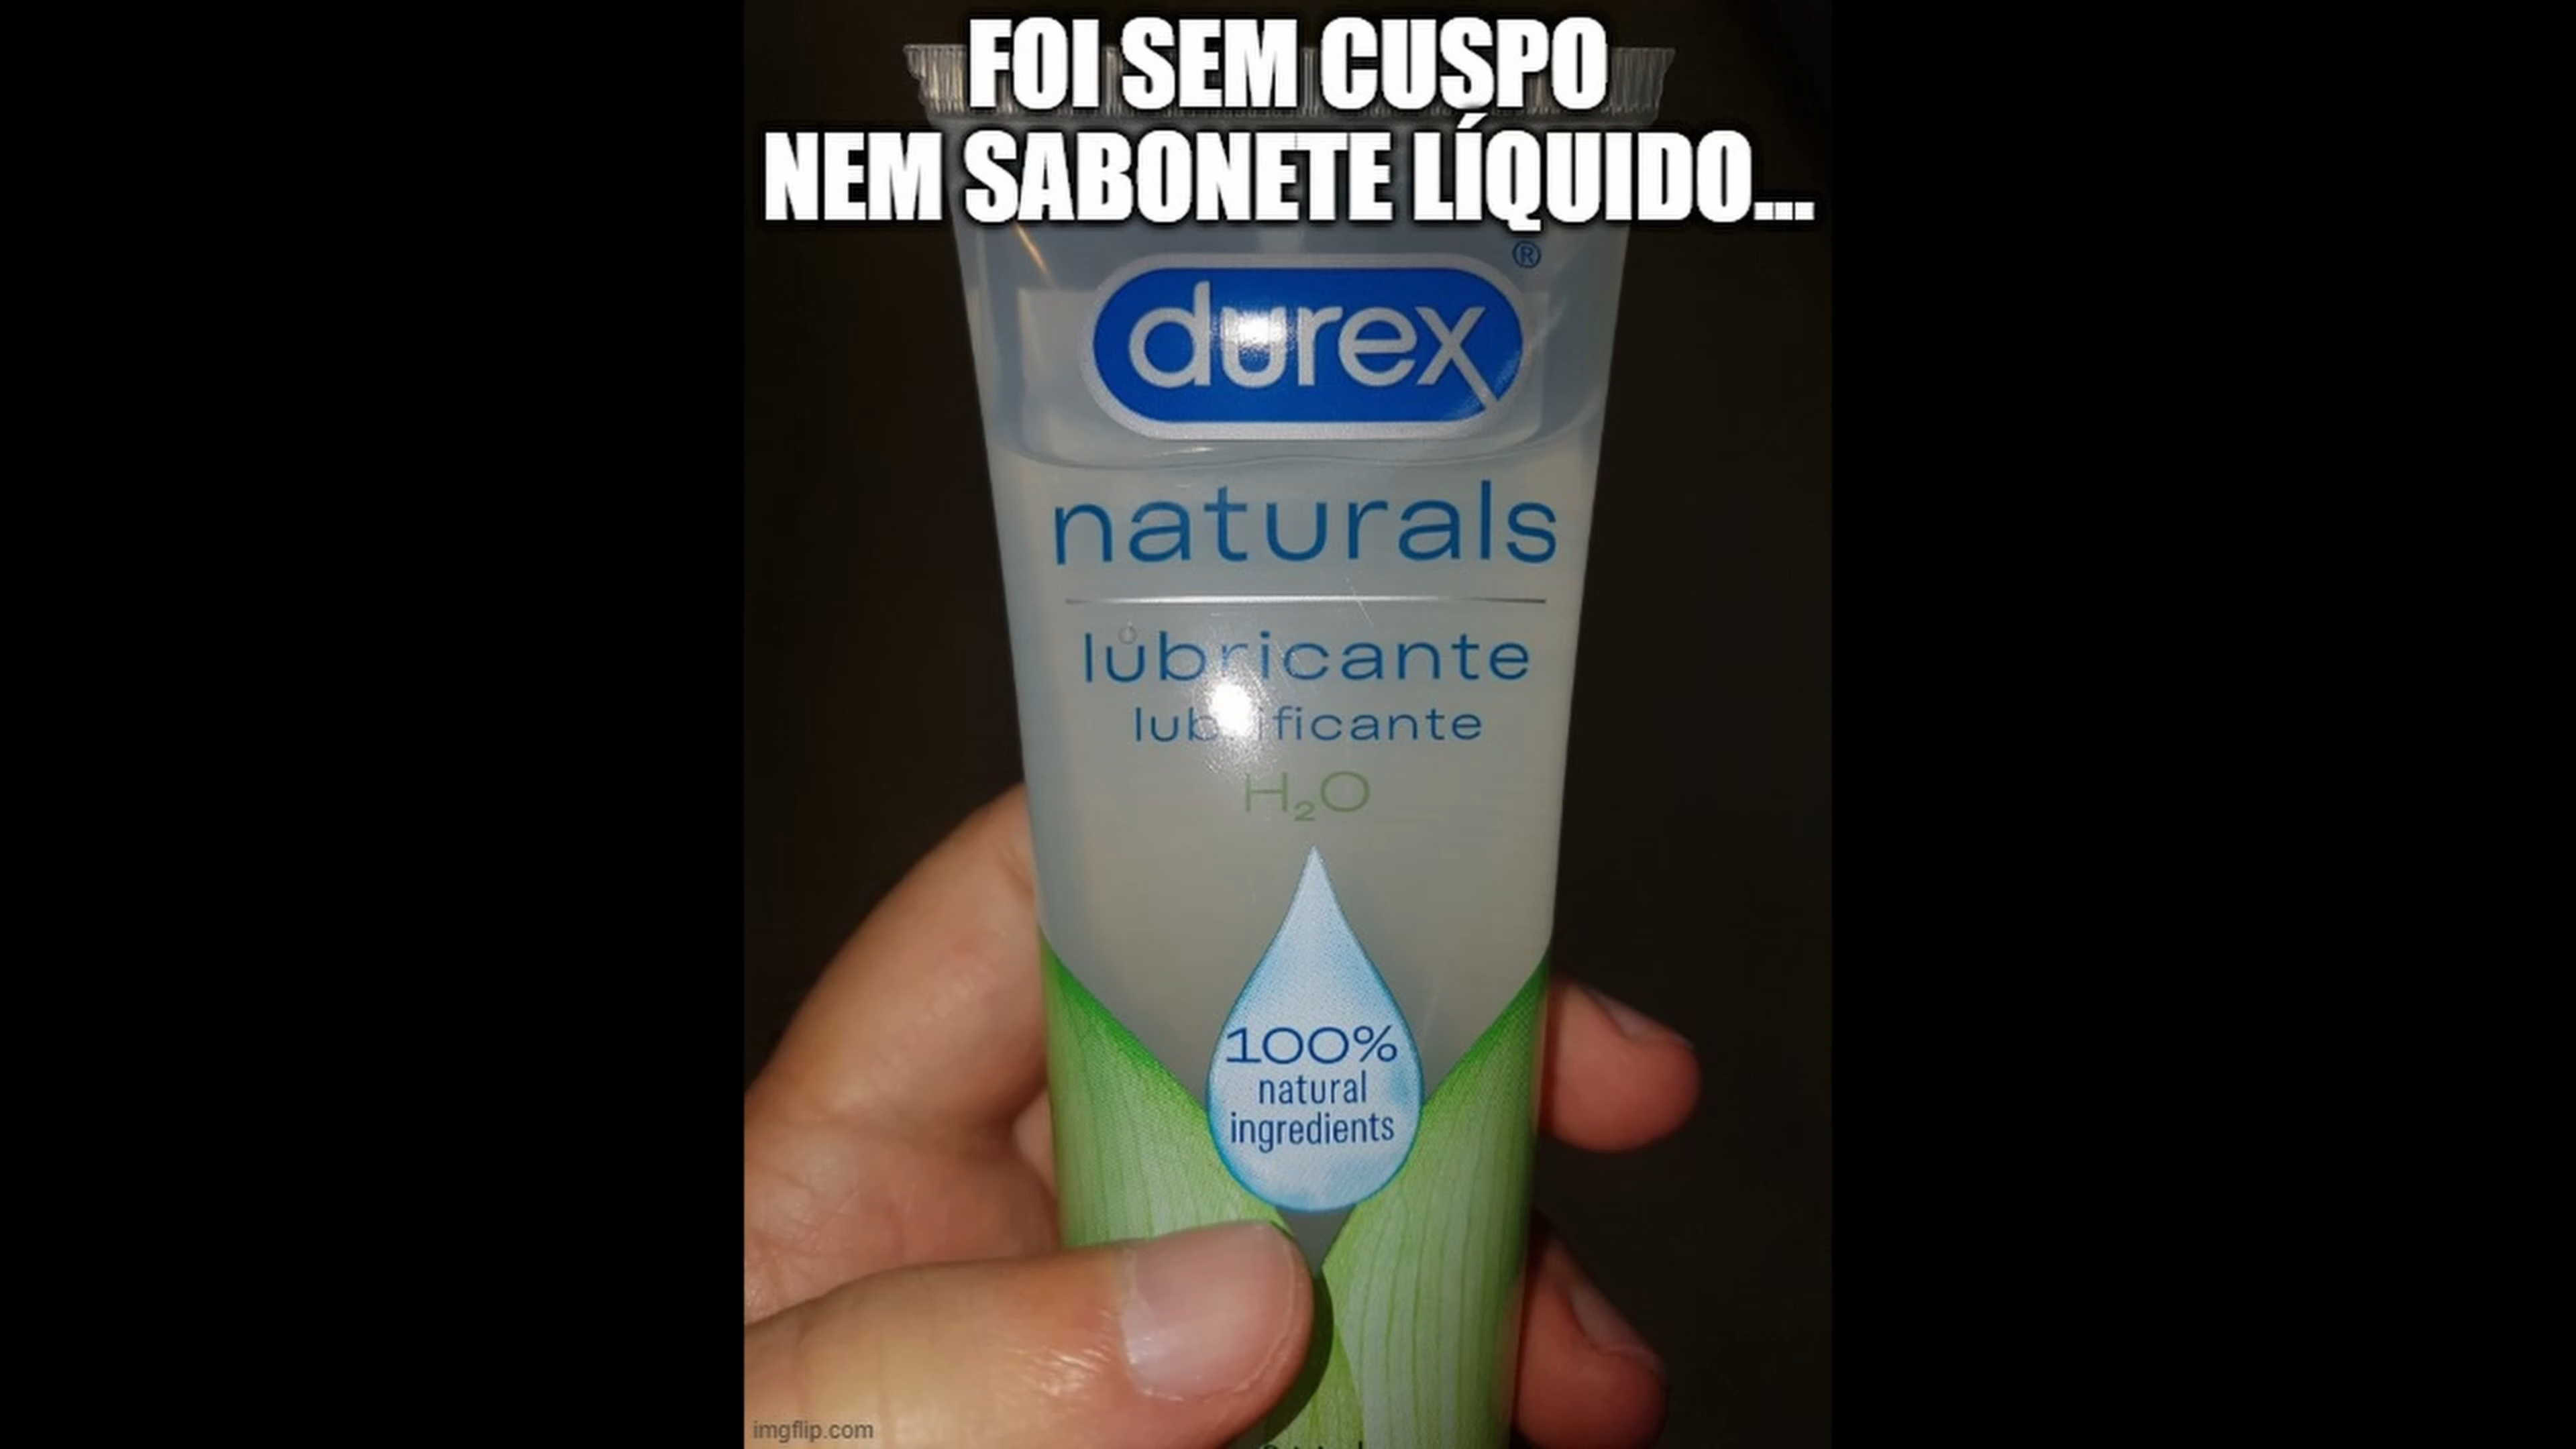 FOI SEM CUSPO
NEM SABONETE LÍQUIDO...
durex®
naturals
lubricante
lubrificante
H₂O
100%
natural
ingredients
imgflip.com